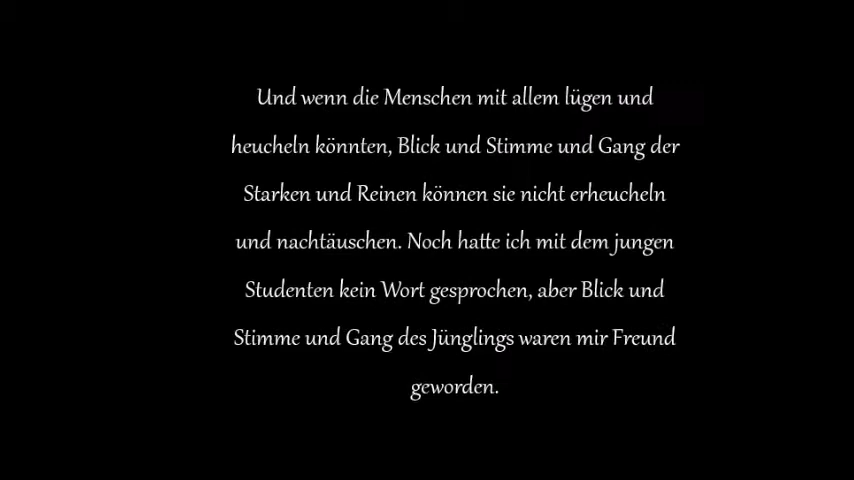 Und wenn die Menschen mit allem lügen und
heucheln könnten, Blick und Stimme und Gang der
Starken und Reinen können sie nicht erheucheln
und nachtäuschen. Noch hatte ich mit dem jungen
Studenten kein Wort gesprochen, aber Blick und
Stimme und Gang des Jünglings waren mir Freund
geworden.